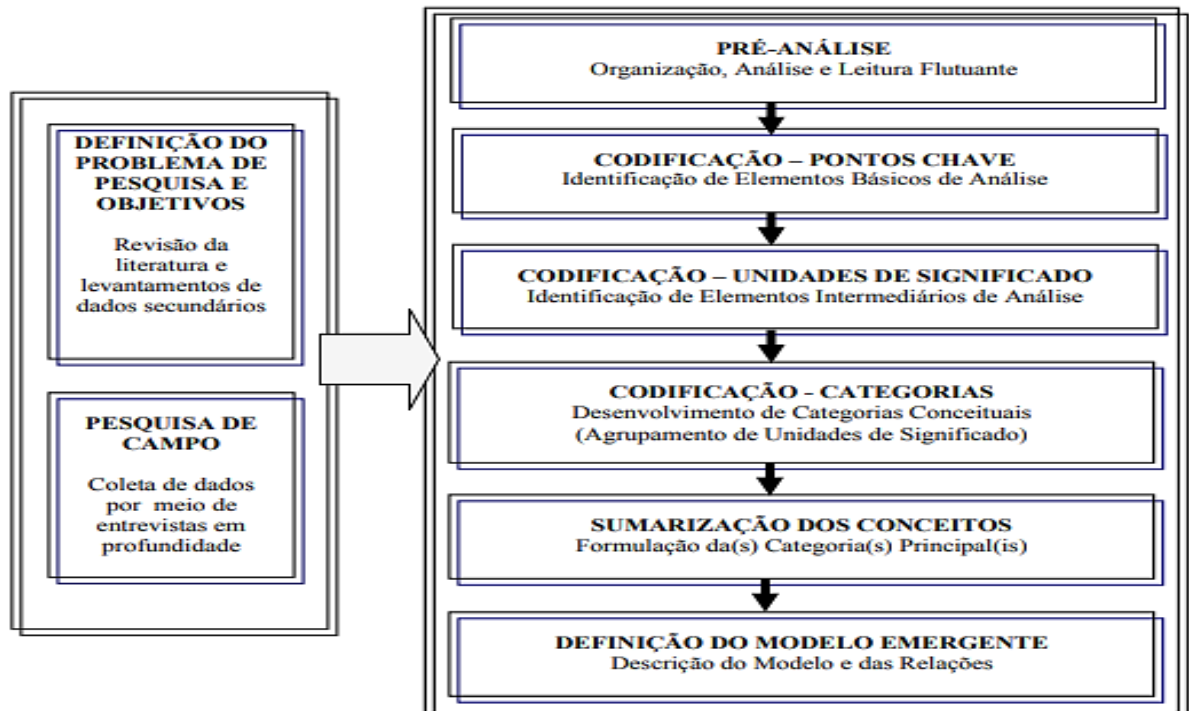 DEFINIÇÃO DO
PROBLEMA DE
PESQUISA E
OBJETIVOS
Revisão da
literatura e
levantamentos de
dados secundários
PESQUISA DE
CAMPO
Coleta de dados
por meio de
entrevistas em
profundidade
PRÉ-ANÁLISE
Organização, Análise e Leitura Flutuante
CODIFICAÇÃO – PONTOS CHAVE
Identificação de Elementos Básicos de Análise
CODIFICAÇÃO – UNIDADES DE SIGNIFICADO
Identificação de Elementos Intermediários de Análise
CODIFICAÇÃO - CATEGORIAS
Desenvolvimento de Categorias Conceituais
(Agrupamento de Unidades de Significado)
SUMARIZAÇÃO DOS CONCEITOS
Formulação da(s) Categoria(s) Principal(is)
DEFINIÇÃO DO MODELO EMERGENTE
Descrição do Modelo e das Relações